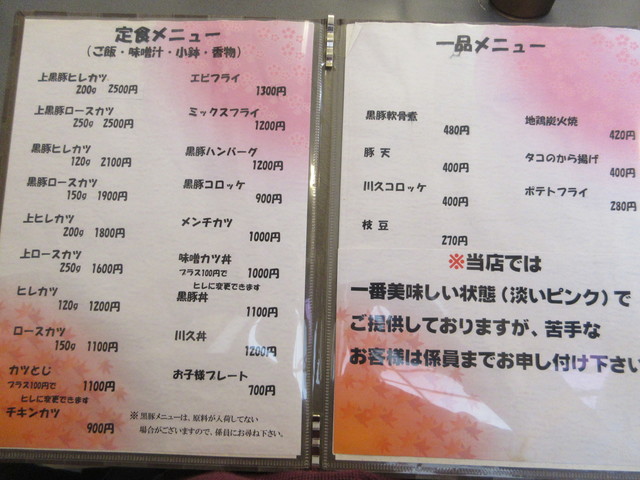 定食メニュー
（ご飯・味噌汁・小鉢・香物）
上黒豚ヒレカツ
200g 2500円
上黒豚ロースカツ
250g 2500円
黒豚ヒレカツ
120g 2100円
黒豚ロースカツ
150g 1900円
上ヒレカツ
200g 1800円
上ロースカツ
250g 1600円
ヒレカツ
120g 1200円
ロースカツ
150g 1100円
カツとじ
プラス100円で 1100円
ヒレに変更できます
チキンカツ
900円
エビフライ
1300円
ミックスフライ
1200円
黒豚ハンバーグ
1200円
黒豚コロッケ
900円
メンチカツ
1000円
味噌カツ丼
プラス100円で 1000円
ヒレに変更できます
黒豚丼
1100円
川久丼
1200円
お子様プレート
700円
※黒豚メニューは、原料が入荷してない
場合がございますので、係員にお尋ね下さい。
一品メニュー
黒豚軟骨煮
480円
豚天
400円
川久コロッケ
400円
枝豆
270円
地鶏炭火焼
420円
タコのから揚げ
400円
ポテトフライ
280円
※当店では
一番美味しい状態（淡いピンク）で
ご提供しておりますが、苦手な
お客様は係員までお申し付け下さい